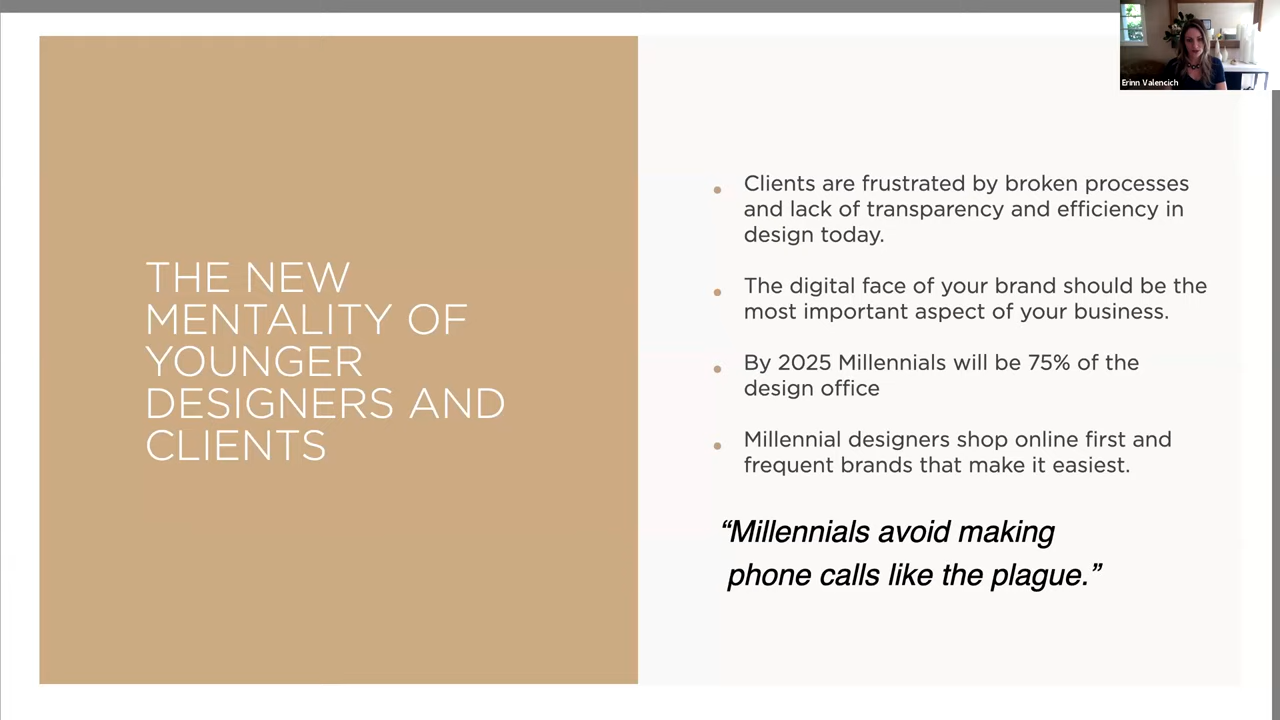 Erinn Valencich
THE NEW
MENTALITY OF
YOUNGER
DESIGNERS AND
CLIENTS
• Clients are frustrated by broken processes
and lack of transparency and efficiency in
design today.
• The digital face of your brand should be the
most important aspect of your business.
• By 2025 Millennials will be 75% of the
design office
• Millennial designers shop online first and
frequent brands that make it easiest.
“Millennials avoid making
phone calls like the plague.”